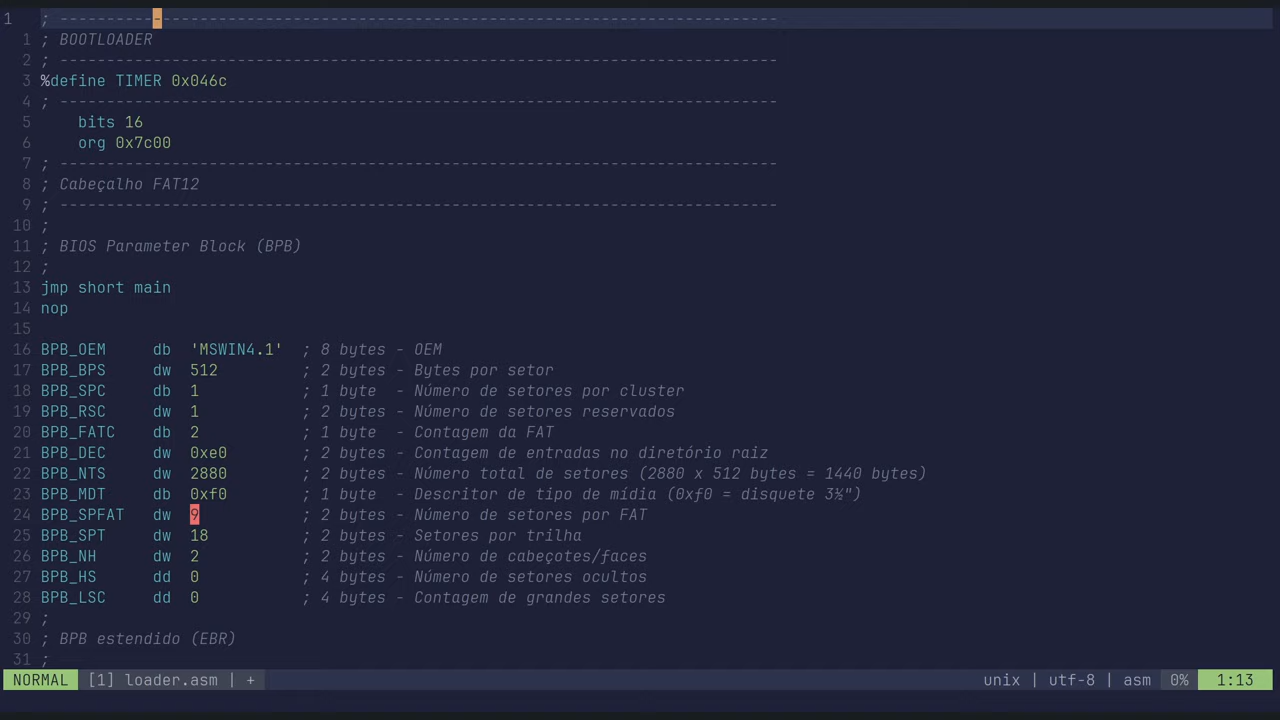 1 ; -----------------------------------------------------------------------------
1 ; BOOTLOADER
2 ; -----------------------------------------------------------------------------
3 %define TIMER 0x046c
4 ; -----------------------------------------------------------------------------
5 bits 16
6 org 0x7c00
7 ; -----------------------------------------------------------------------------
8 ; Cabeçalho FAT12
9 ; -----------------------------------------------------------------------------
10 ;
11 ; BIOS Parameter Block (BPB)
12 ;
13 jmp short main
14 nop
15
16 BPB_OEM db 'MSWIN4.1' ; 8 bytes - OEM
17 BPB_BPS dw 512 ; 2 bytes - Bytes por setor
18 BPB_SPC db 1 ; 1 byte - Número de setores por cluster
19 BPB_RSC dw 1 ; 2 bytes - Número de setores reservados
20 BPB_FATC db 2 ; 1 byte - Contagem da FAT
21 BPB_DEC dw 0xe0 ; 2 bytes - Contagem de entradas no diretório raiz
22 BPB_NTS dw 2880 ; 2 bytes - Número total de setores (2880 x 512 bytes = 1440 bytes)
23 BPB_MDT db 0xf0 ; 1 byte - Descritor de tipo de mídia (0xf0 = disquete 3½")
24 BPB_SPFAT dw 9 ; 2 bytes - Número de setores por FAT
25 BPB_SPT dw 18 ; 2 bytes - Setores por trilha
26 BPB_NH dw 2 ; 2 bytes - Número de cabeçotes/faces
27 BPB_HS dd 0 ; 4 bytes - Número de setores ocultos
28 BPB_LSC dd 0 ; 4 bytes - Contagem de grandes setores
29 ;
30 ; BPB estendido (EBR)
31 ;
NORMAL [1] loader.asm | + unix | utf-8 | asm 0% 1:13